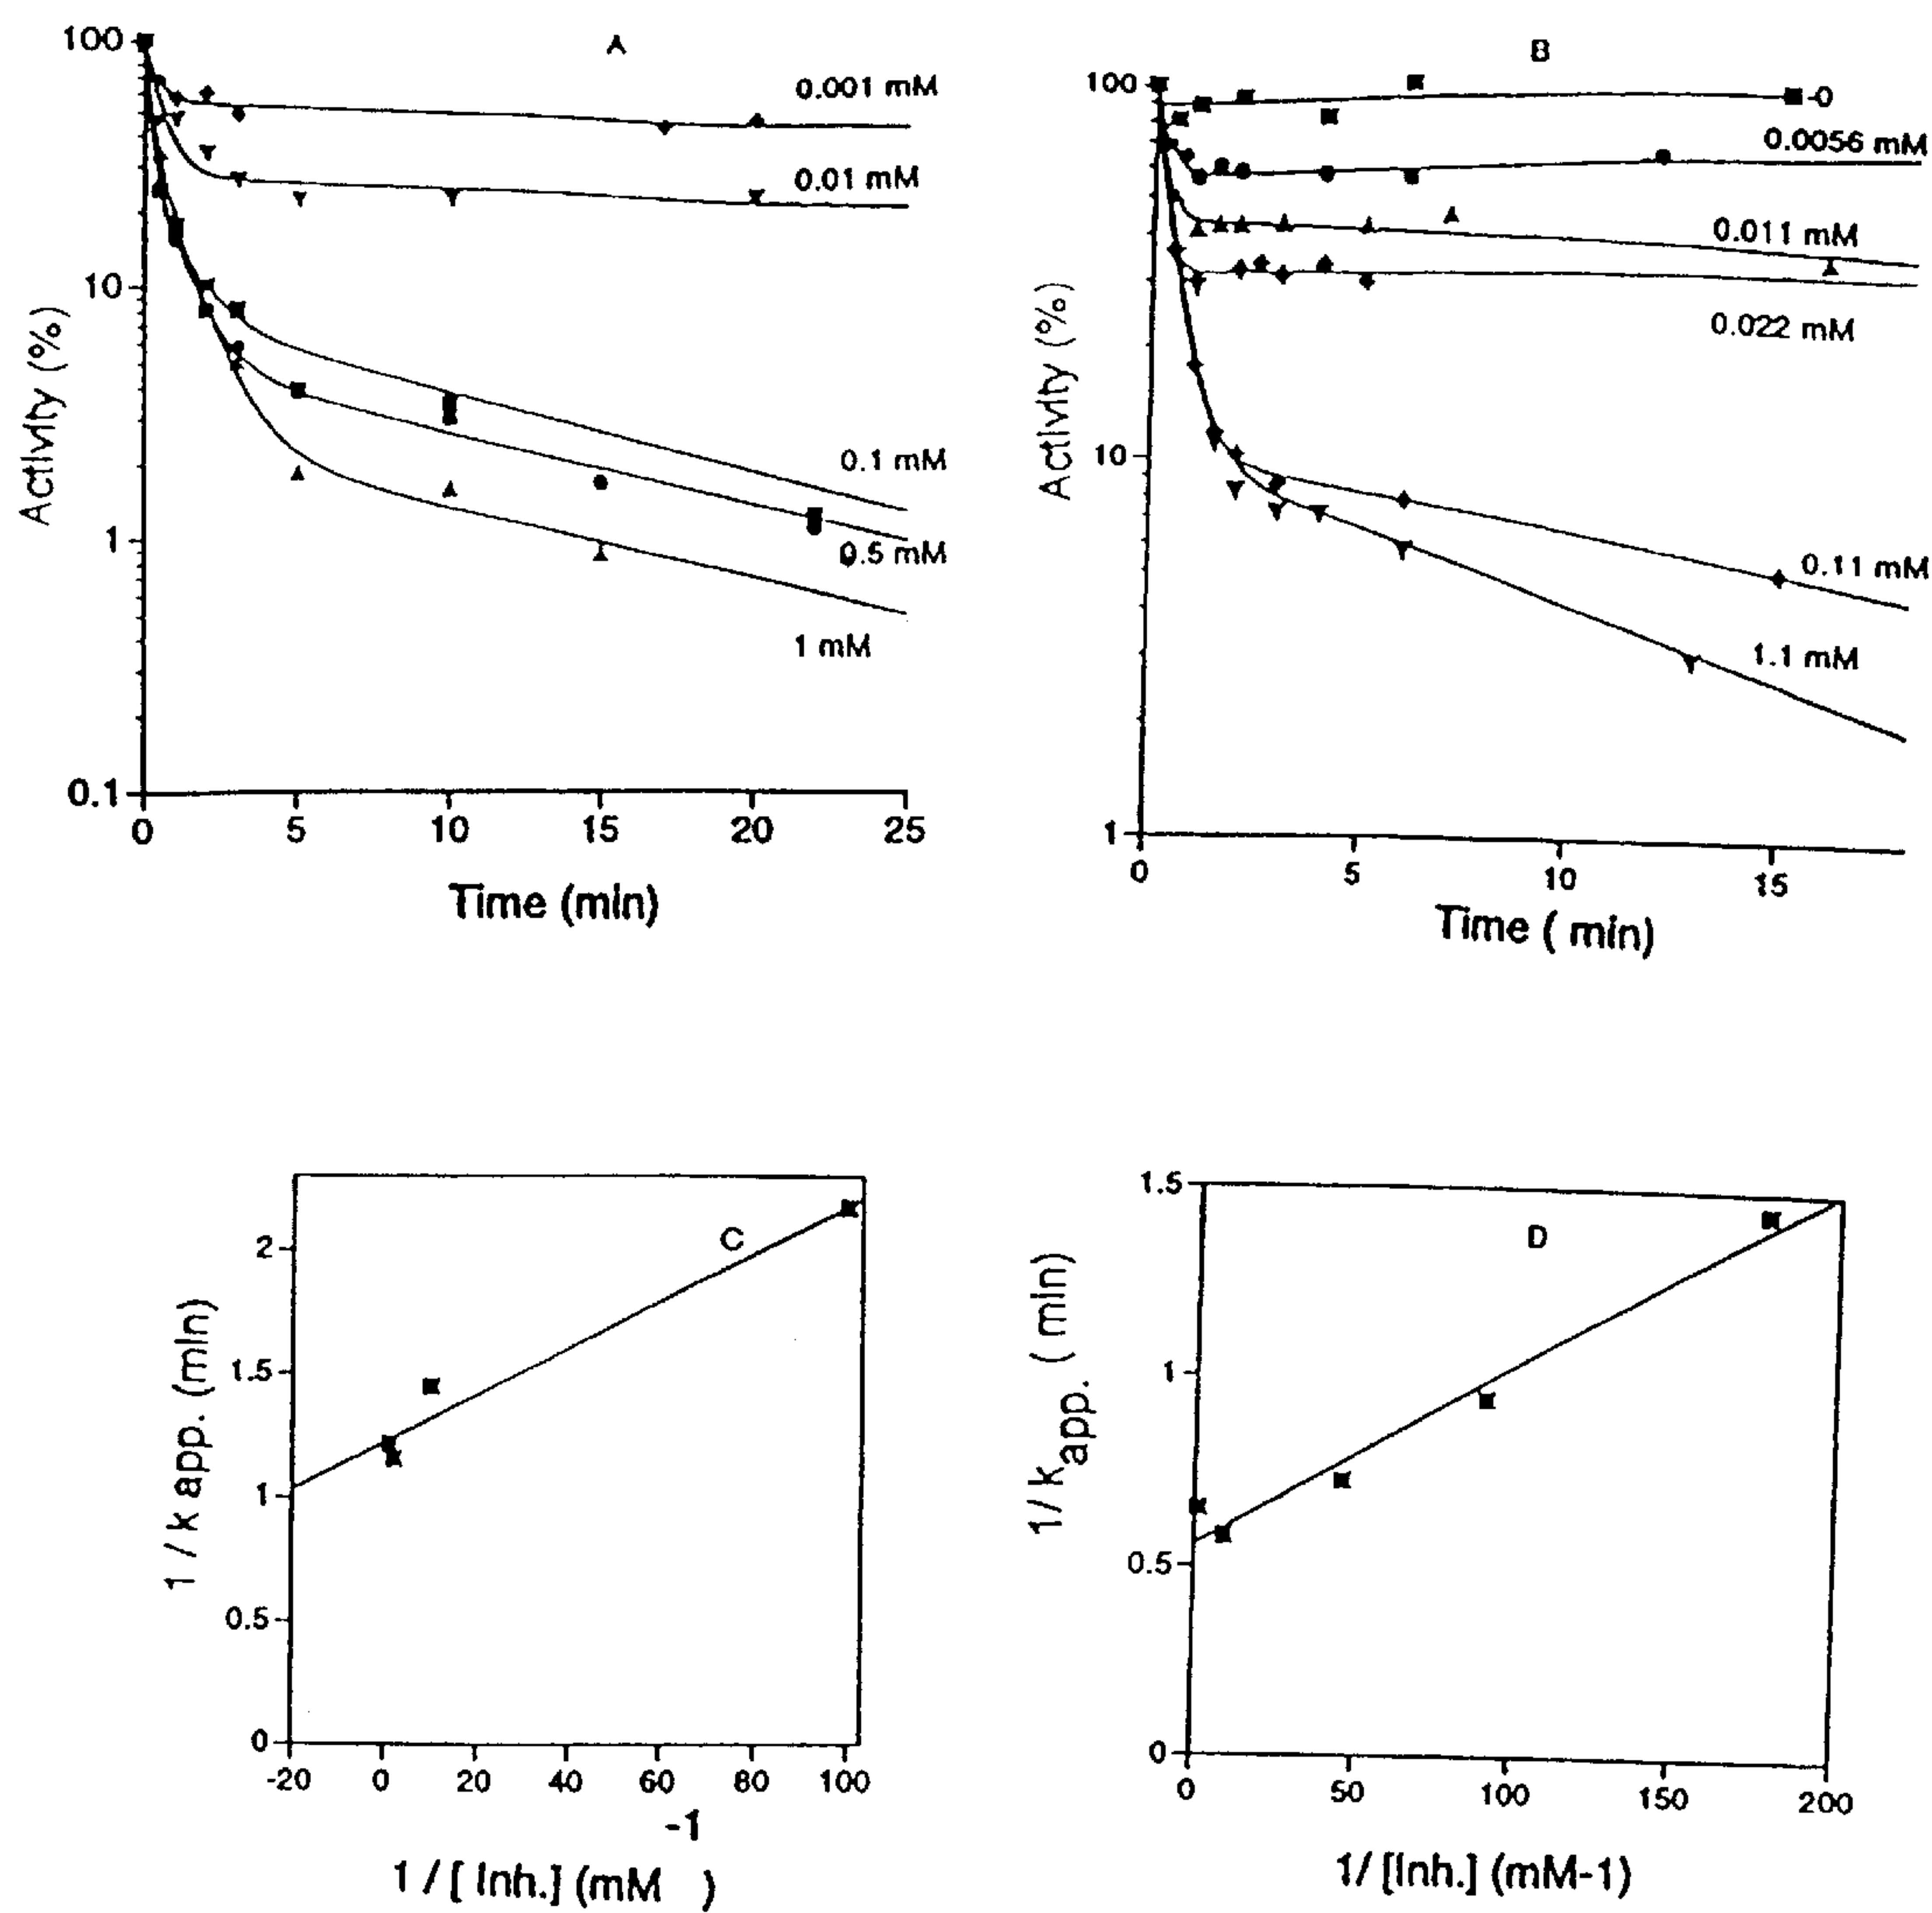 A
100
10
1
0.1
Activity (%)
0.001 mM
0.01 mM
0.1 mM
0.5 mM
1 mM
0 5 10 15 20 25
Time (min)
B
100
10
1
Activity (%)
0
0.0056 mM
0.011 mM
0.022 mM
0.11 mM
1.1 mM
0 5 10 15
Time ( min)
C
2
1.5
1
0.5
0
1 / k app. (min)
-20 0 20 40 60 80 100
-1
1 / [ Inh.] (mM )
D
1.5
1
0.5
0
1/ kapp. ( min)
0 50 100 150 200
1/ [Inh.] (mM-1)